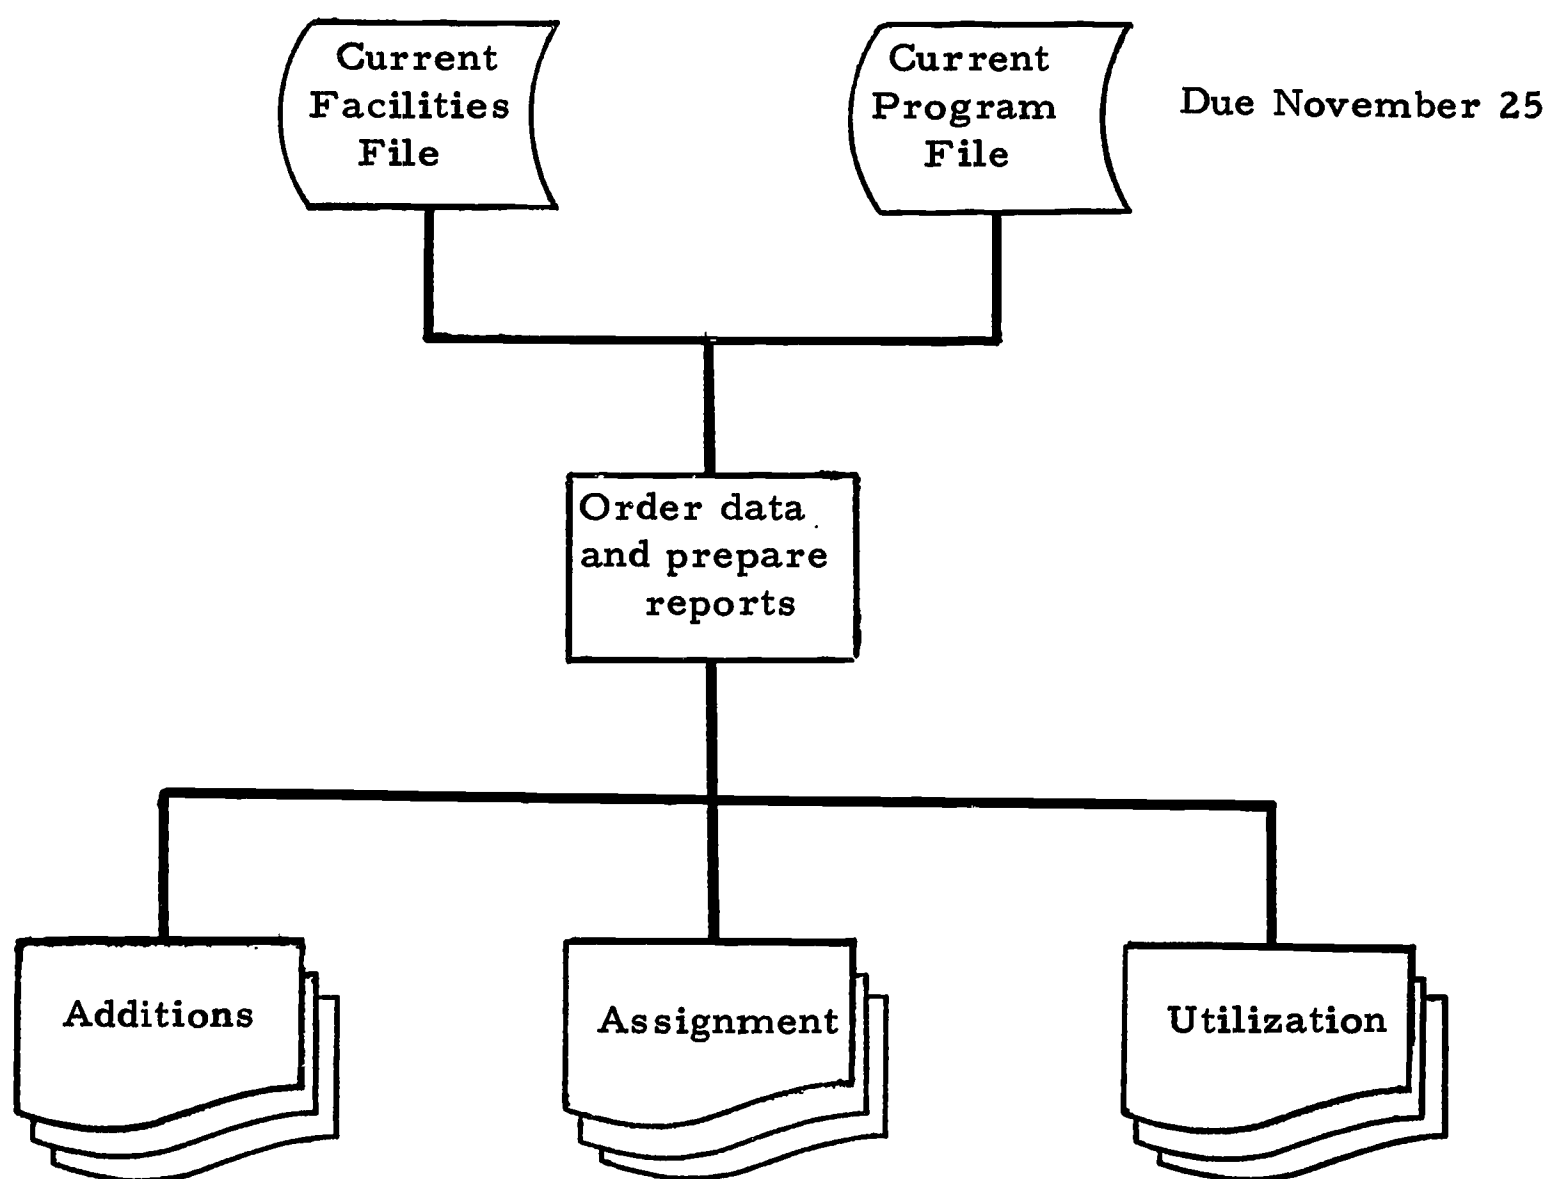 Current
Facilities
File
Current
Program
File
Due November 25
Order data
and prepare
reports
Additions
Assignment
Utilization